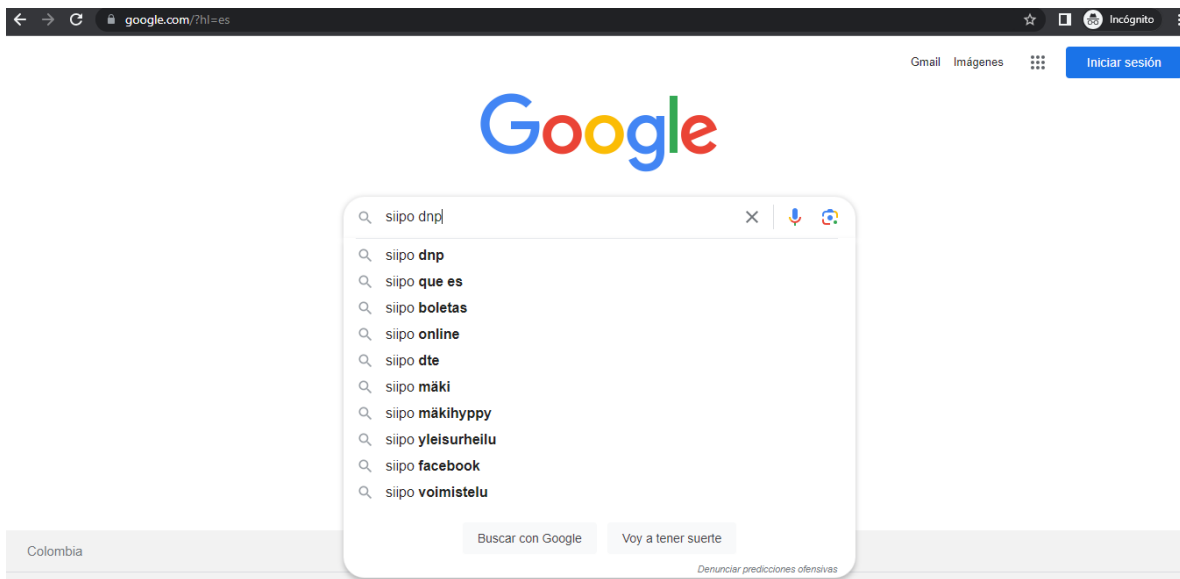 google.com/?hl=es
Incógnito
Gmail Imágenes
Iniciar sesión
Google
siipo dnp
siipo dnp
siipo que es
siipo boletas
siipo online
siipo dte
siipo mäki
siipo mäkihyppy
siipo yleisurheilu
siipo facebook
siipo voimistelu
Buscar con Google Voy a tener suerte
Colombia
Denunciar predicciones ofensivas